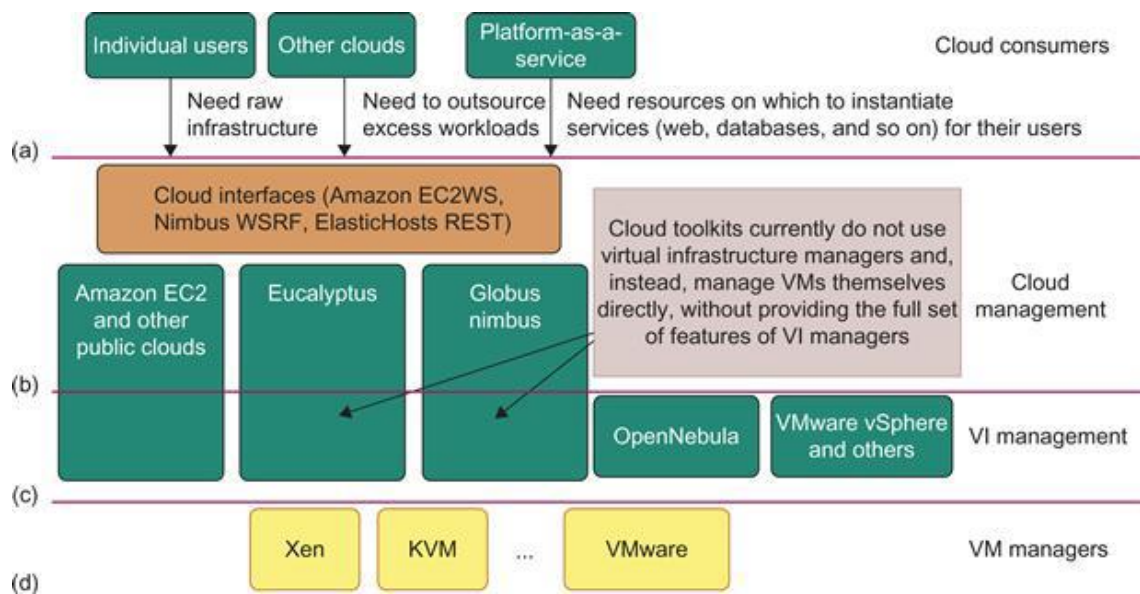 Individual users
Other clouds
Platform-as-a-
service
Cloud consumers
Need raw
infrastructure
Need to outsource
excess workloads
Need resources on which to instantiate
services (web, databases, and so on) for their users
(a)
Cloud interfaces (Amazon EC2WS,
Nimbus WSRF, ElasticHosts REST)
Cloud toolkits currently do not use
virtual infrastructure managers and,
instead, manage VMs themselves
directly, without providing the full set
of features of VI managers
Cloud
management
Amazon EC2
and other
public clouds
Eucalyptus
Globus
nimbus
(b)
OpenNebula
VMware vSphere
and others
VI management
(c)
Xen
KVM
...
VMware
VM managers
(d)